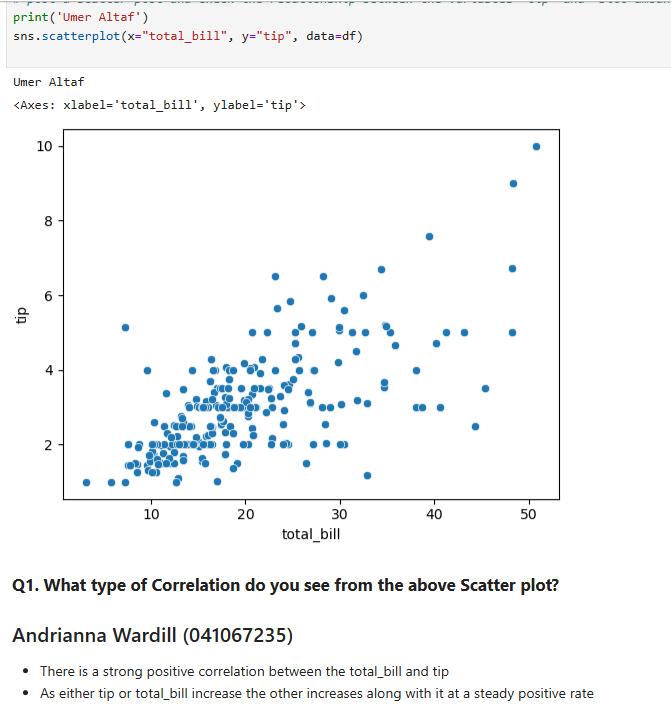 print('Umer Altaf')
sns.scatterplot(x="total_bill", y="tip", data=df)
Umer Altaf
<Axes: xlabel='total_bill', ylabel='tip'>
10
8
6
4
2
tip
10 20 30 40 50
total_bill
Q1. What type of Correlation do you see from the above Scatter plot?
Andrianna Wardill (041067235)
• There is a strong positive correlation between the total_bill and tip
• As either tip or total_bill increase the other increases along with it at a steady positive rate